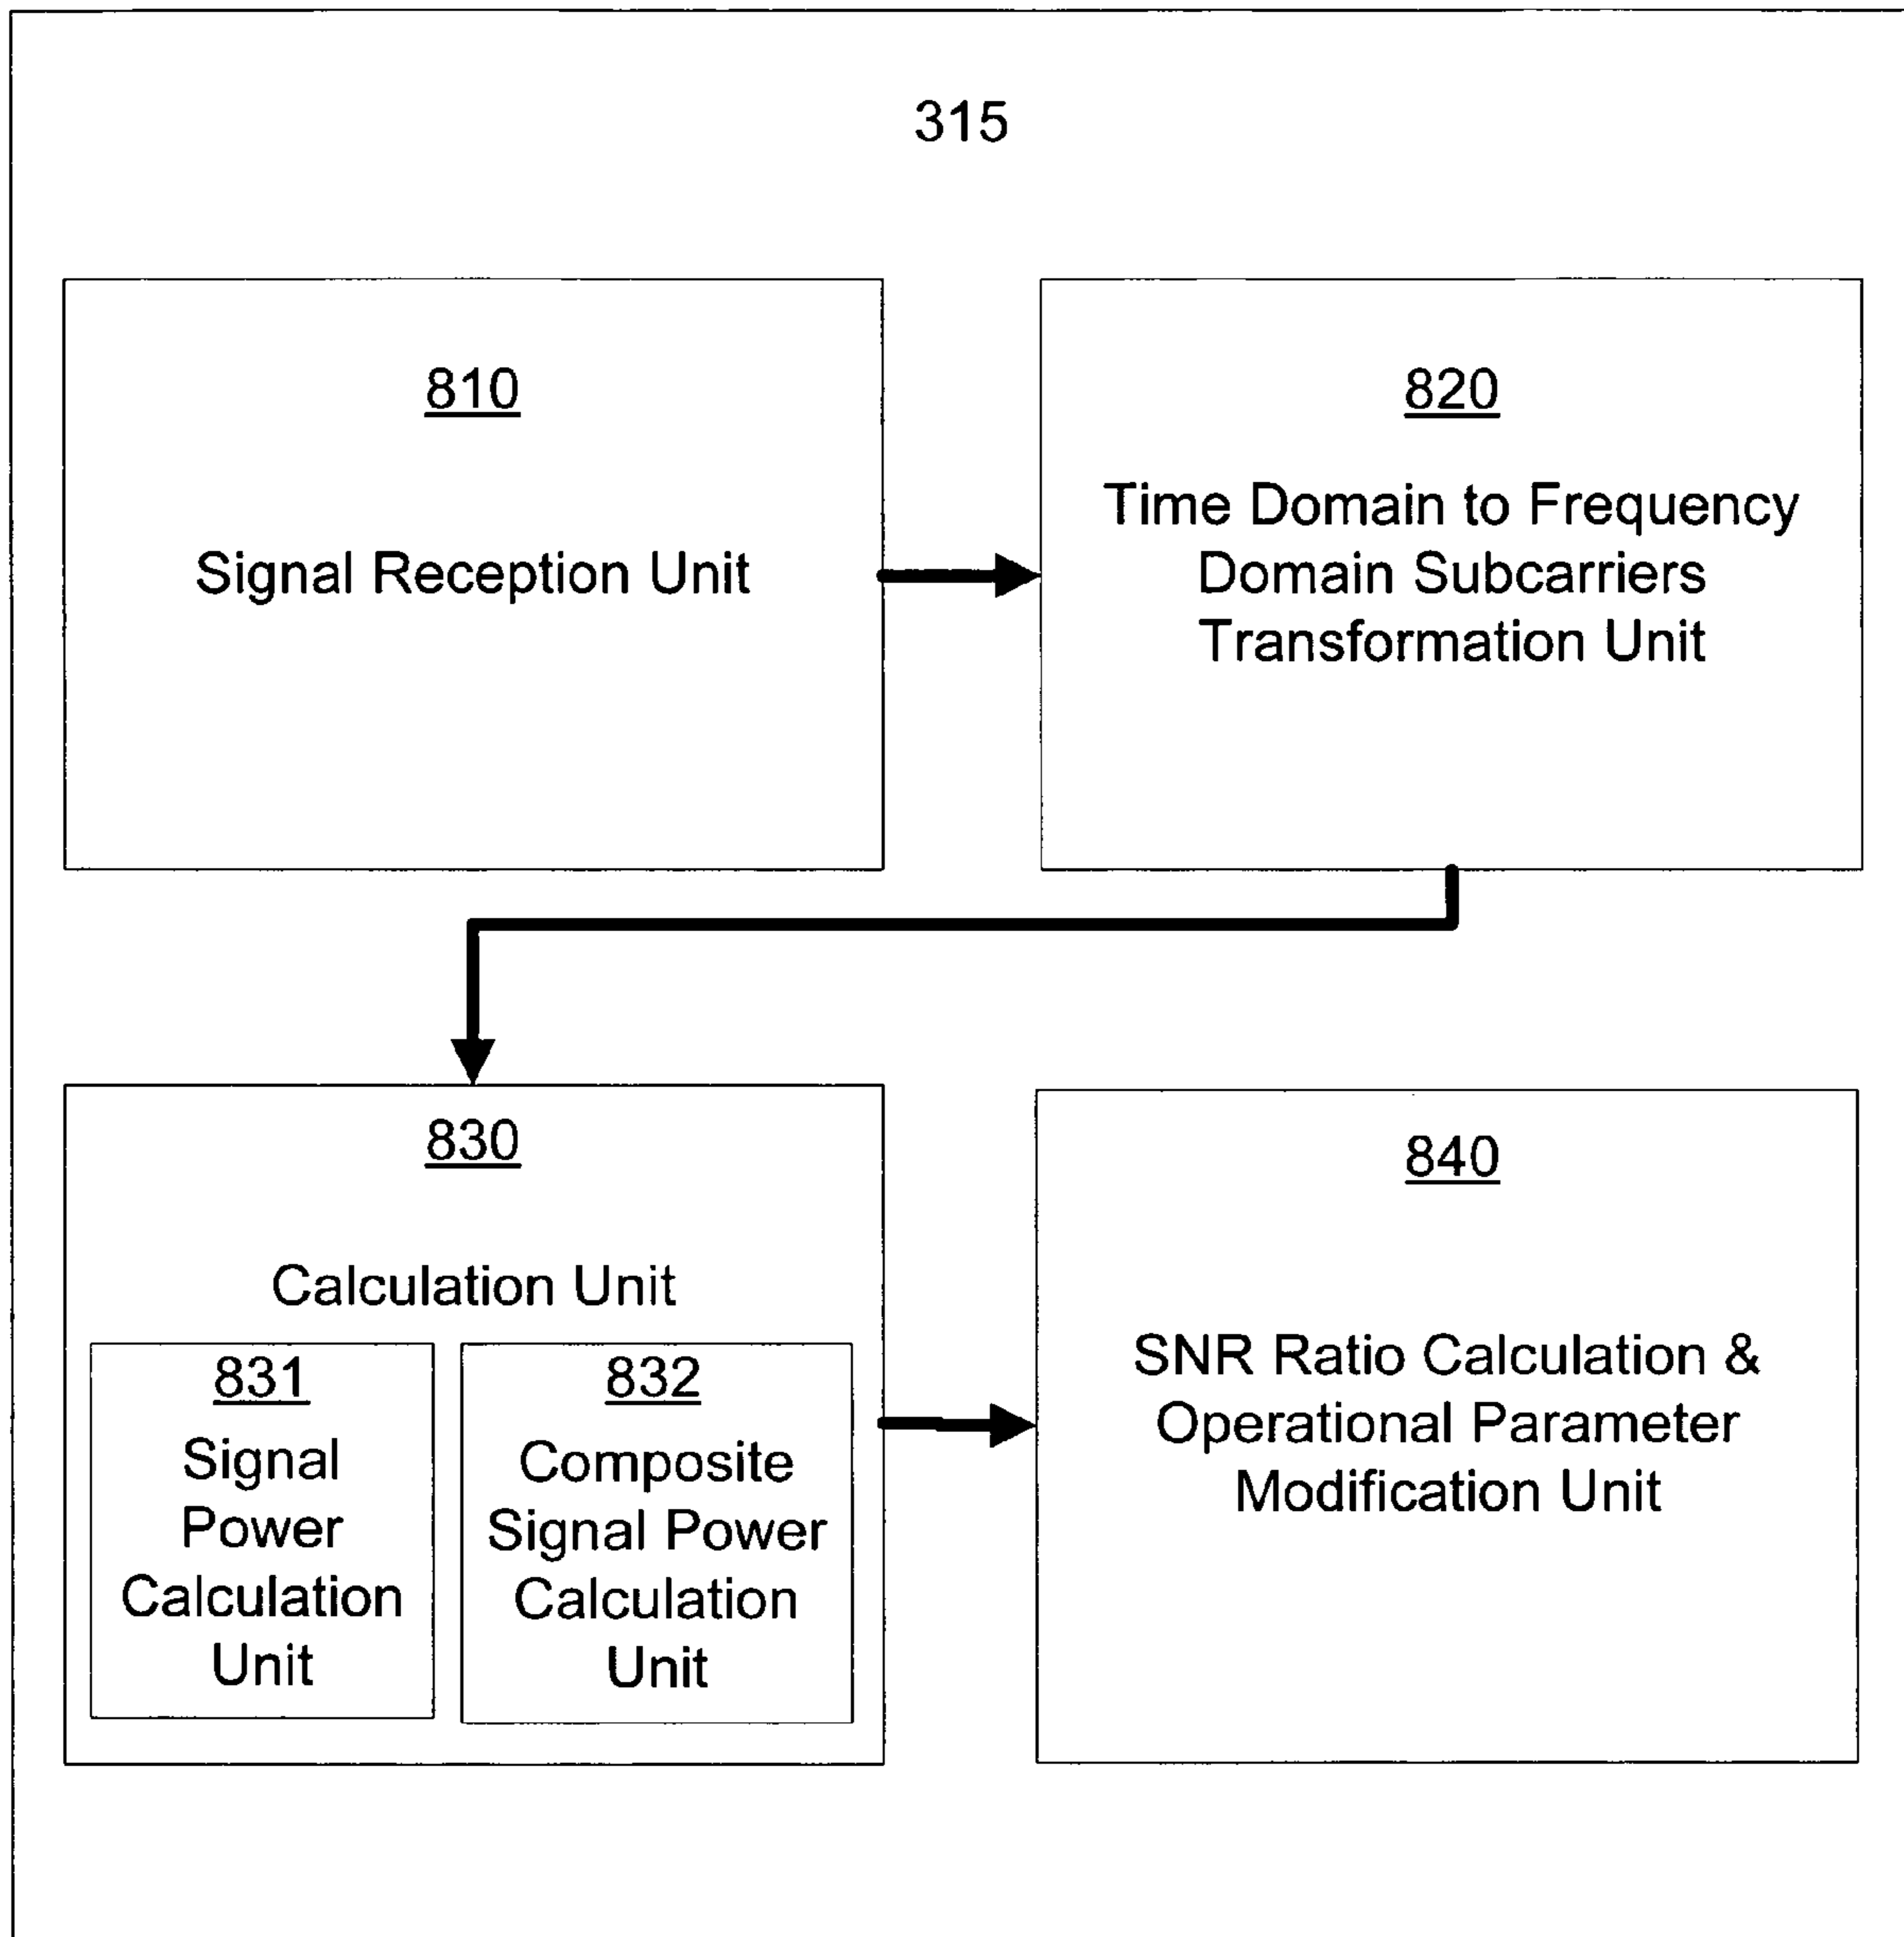 315
810
Signal Reception Unit
820
Time Domain to Frequency
Domain Subcarriers
Transformation Unit
830
Calculation Unit
831
Signal
Power
Calculation
Unit
832
Composite
Signal Power
Calculation
Unit
840
SNR Ratio Calculation &
Operational Parameter
Modification Unit